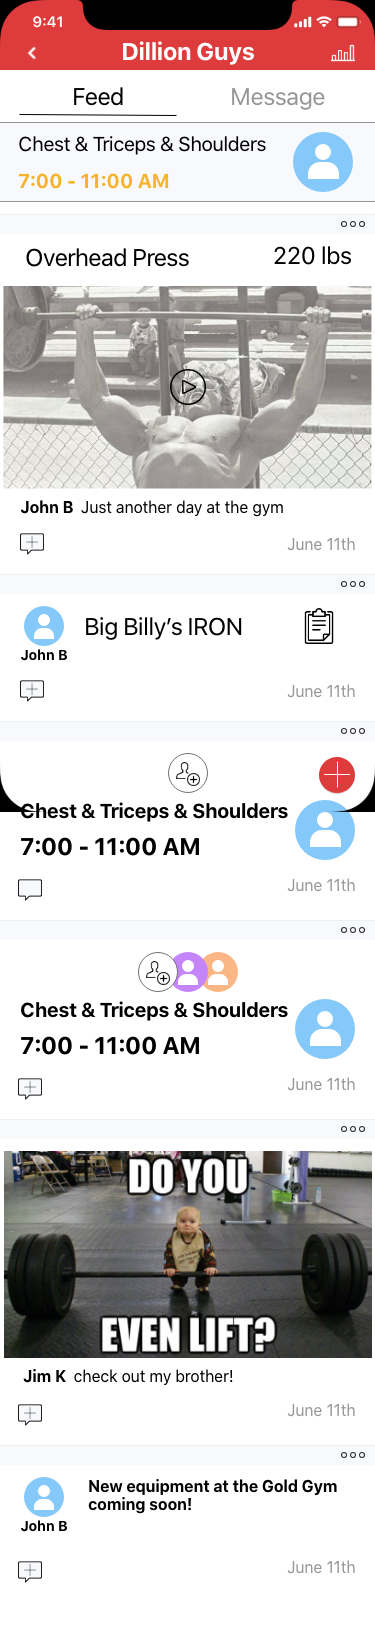 9:41
Dillion Guys
Feed
Message
Chest & Triceps & Shoulders
7:00 - 11:00 AM
Overhead Press
220 lbs
John B Just another day at the gym
June 11th
Big Billy's IRON
John B
June 11th
Chest & Triceps & Shoulders
7:00 - 11:00 AM
June 11th
Chest & Triceps & Shoulders
7:00 - 11:00 AM
June 11th
DO YOU
EVEN LIFT?
Jim K check out my brother!
June 11th
New equipment at the Gold Gym
coming soon!
John B
June 11th